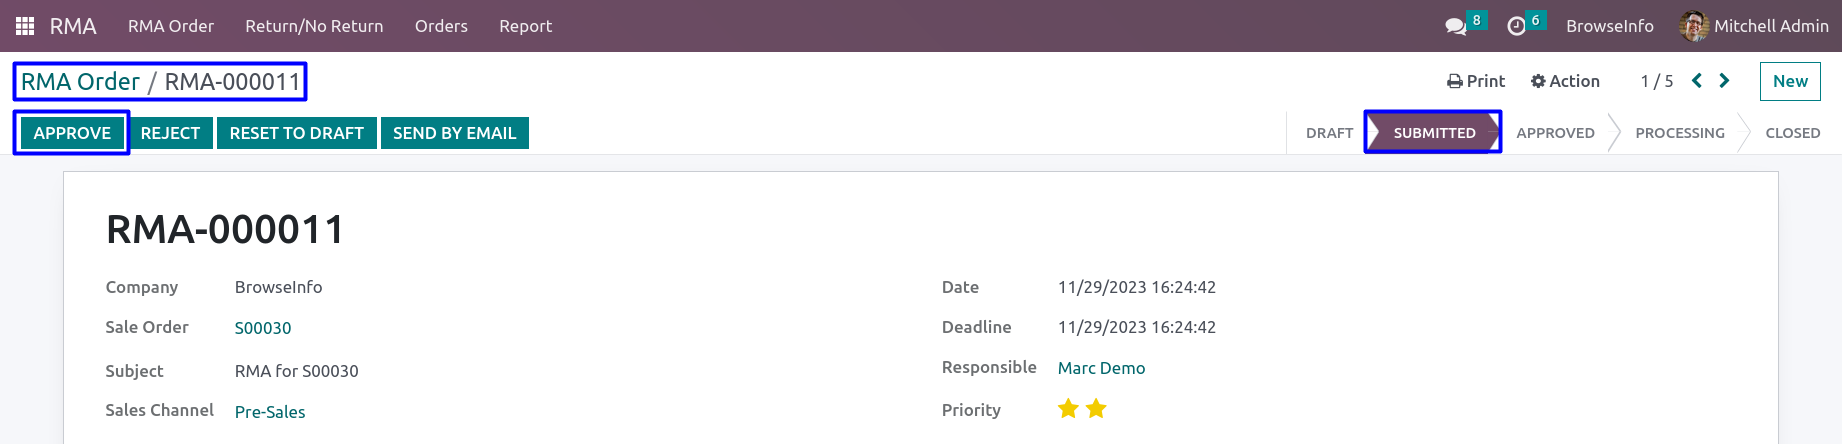 RMA RMA Order Return/No Return Orders Report 8 6 BrowseInfo Mitchell Admin
RMA Order / RMA-000011 Print Action 1 / 5 New
APPROVE REJECT RESET TO DRAFT SEND BY EMAIL DRAFT SUBMITTED APPROVED PROCESSING CLOSED
RMA-000011
Company BrowseInfo Date 11/29/2023 16:24:42
Sale Order S00030 Deadline 11/29/2023 16:24:42
Subject RMA for S00030 Responsible Marc Demo
Sales Channel Pre-Sales Priority